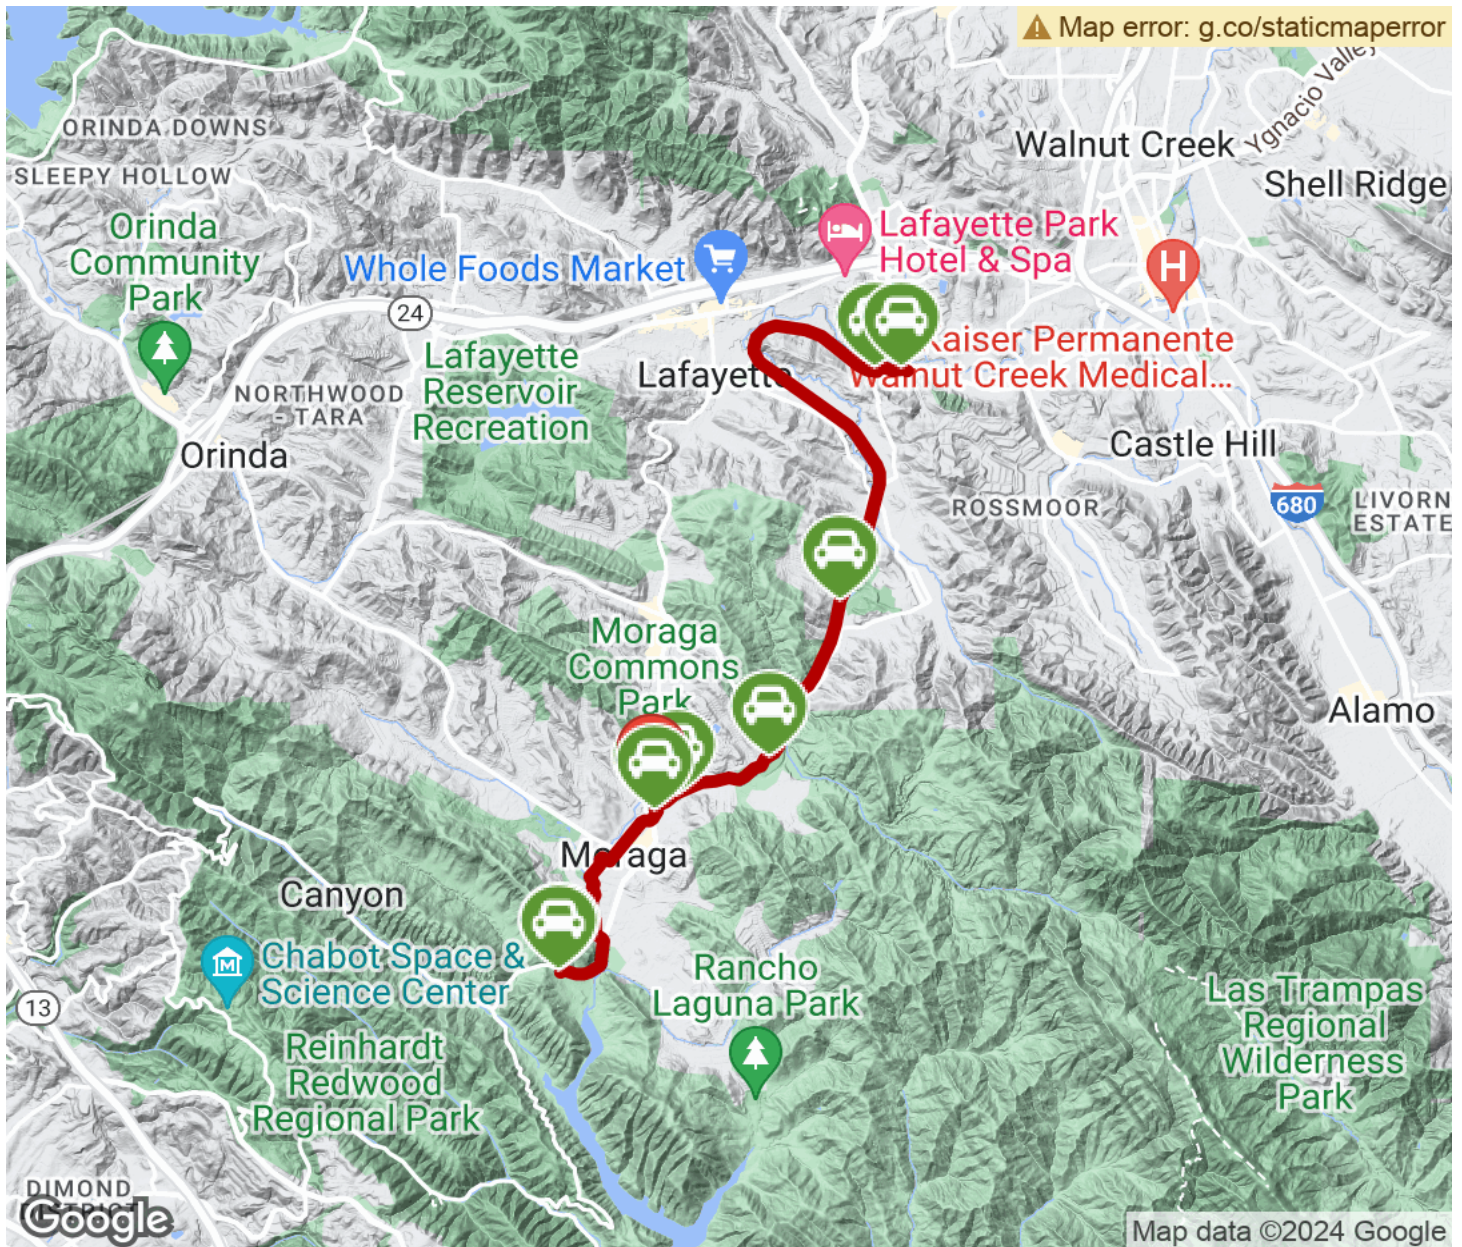 Map error: g.co/staticmaperror
Ygnacio Valley
ORINDA DOWNS
Walnut Creek
SLEEPY HOLLOW
Shell Ridge
Orinda
Community
Park
Lafayette Park
Hotel & Spa
Whole Foods Market
H
24
Kaiser Permanente
Walnut Creek Medical...
Lafayette
Reservoir
Recreation
Lafayette
NORTHWOOD
- TARA
Orinda
Castle Hill
ROSSMOOR
680
LIVORN
ESTATE
Moraga
Commons
Park
Alamo
Moraga
Canyon
Chabot Space &
Science Center
M
Rancho
Laguna Park
13
Las Trampas
Regional
Wilderness
Park
Reinhardt
Redwood
Regional Park
DIMOND
DISTRICT
Google
Map data ©2024 Google